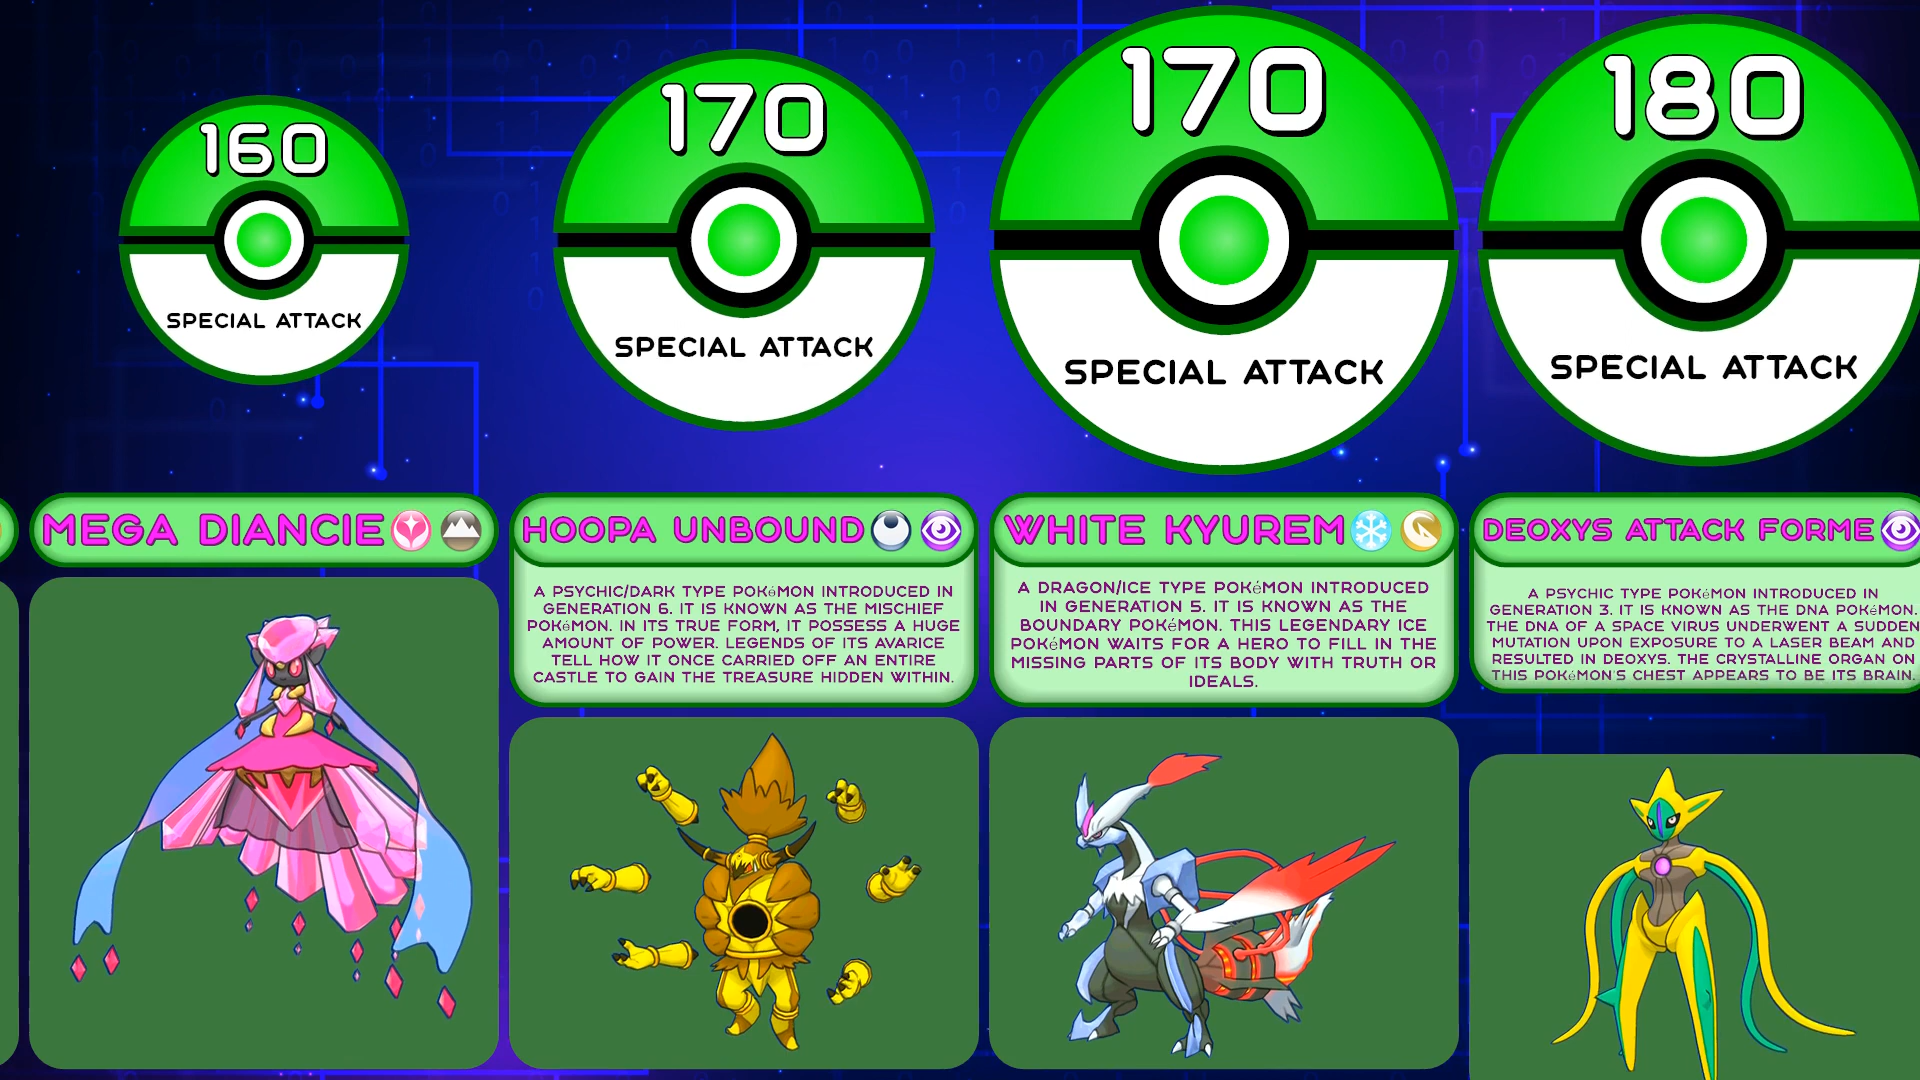 160
SPECIAL ATTACK
MEGA DIANCIE
170
SPECIAL ATTACK
HOOPA UNBOUND
A PSYCHIC/DARK TYPE POKéMON INTRODUCED IN
GENERATION 6. IT IS KNOWN AS THE MISCHIEF
POKéMON. IN ITS TRUE FORM, IT POSSESS A HUGE
AMOUNT OF POWER. LEGENDS OF ITS AVARICE
TELL HOW IT ONCE CARRIED OFF AN ENTIRE
CASTLE TO GAIN THE TREASURE HIDDEN WITHIN.
170
SPECIAL ATTACK
WHITE KYUREM
A DRAGON/ICE TYPE POKéMON INTRODUCED
IN GENERATION 5. IT IS KNOWN AS THE
BOUNDARY POKéMON. THIS LEGENDARY ICE
POKéMON WAITS FOR A HERO TO FILL IN THE
MISSING PARTS OF ITS BODY WITH TRUTH OR
IDEALS.
180
SPECIAL ATTACK
DEOXYS ATTACK FORME
A PSYCHIC TYPE POKéMON INTRODUCED IN
GENERATION 3. IT IS KNOWN AS THE DNA POKéMON.
THE DNA OF A SPACE VIRUS UNDERWENT A SUDDEN
MUTATION UPON EXPOSURE TO A LASER BEAM AND
RESULTED IN DEOXYS. THE CRYSTALLINE ORGAN ON
THIS POKéMON'S CHEST APPEARS TO BE ITS BRAIN.